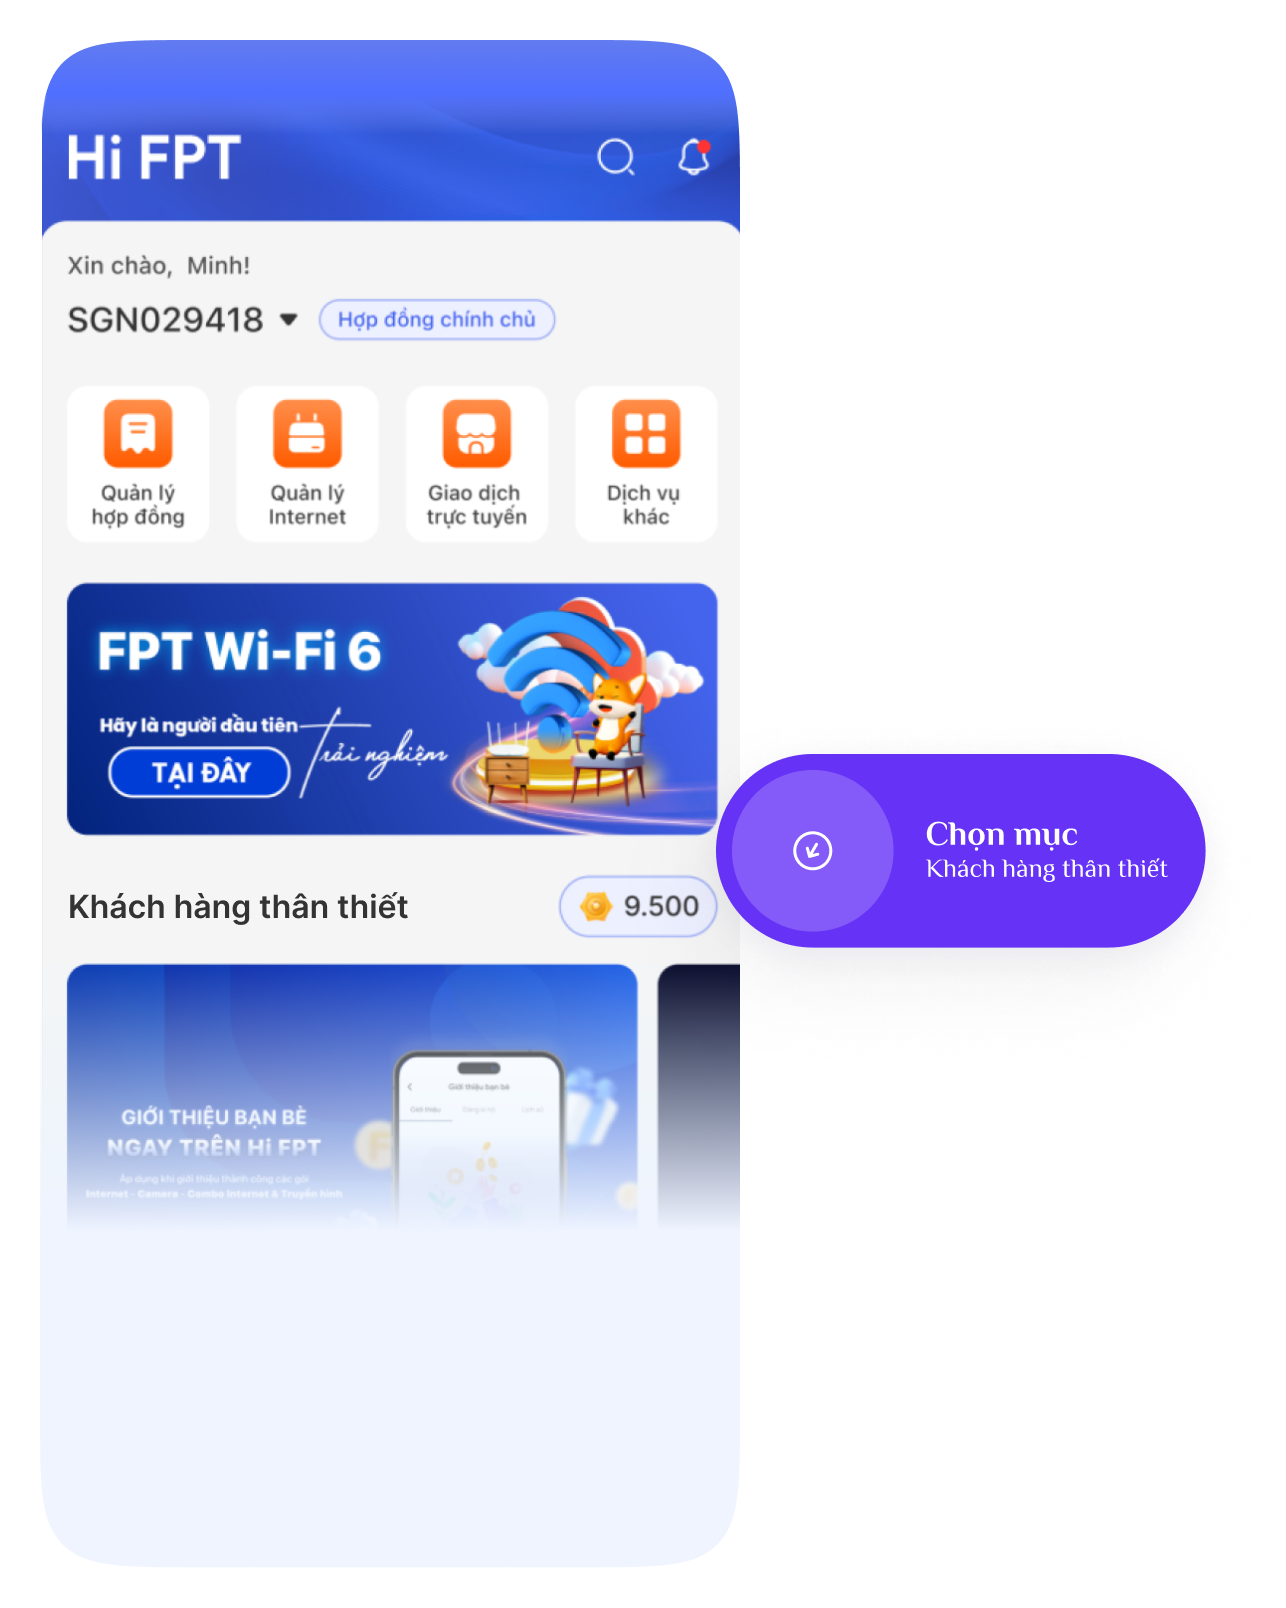 Hi FPT
Xin chào, Minh!
SGN029418
Hợp đồng chính chủ
Quản lý
hợp đồng
Quản lý
Internet
Giao dịch
trực tuyến
Dịch vụ
khác
FPT Wi-Fi 6
Hãy là người đầu tiên
Trải nghiệm
TẠI ĐÂY
Chọn mục
Khách hàng thân thiết
Khách hàng thân thiết
9.500
GIỚI THIỆU BẠN BÈ
NGAY TRÊN Hi FPT
Áp dụng khi giới thiệu thành công các gói
Internet - Camera - Combo Internet & Truyền hình
Giới thiệu bạn bè
Giới thiệu